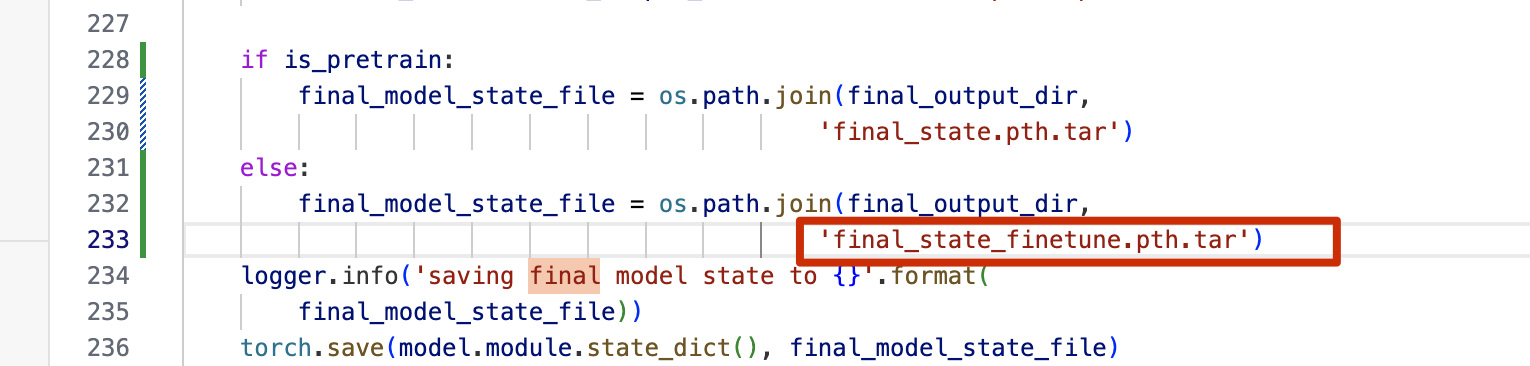 227
228 if is_pretrain:
229 final_model_state_file = os.path.join(final_output_dir,
230 'final_state.pth.tar')
231 else:
232 final_model_state_file = os.path.join(final_output_dir,
233 'final_state_finetune.pth.tar')
234 logger.info('saving final model state to {}'.format(
235 final_model_state_file))
236 torch.save(model.module.state_dict(), final_model_state_file)